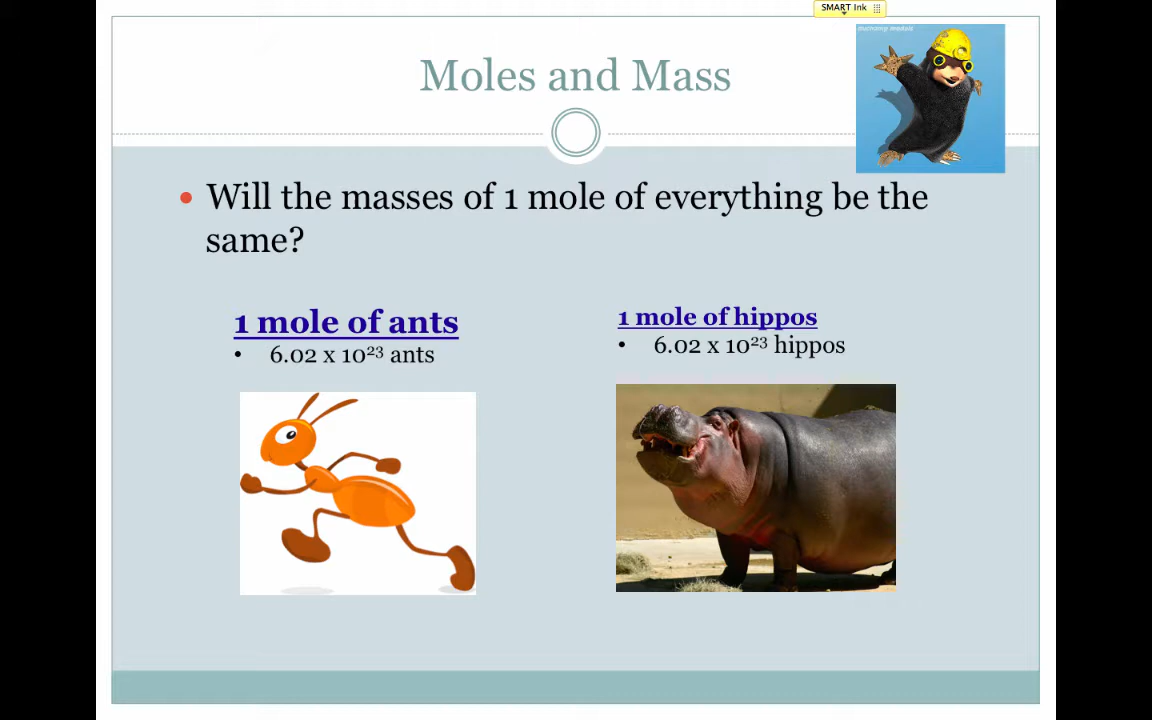 SMART Ink
Moles and Mass
• Will the masses of 1 mole of everything be the
same?
1 mole of ants
• 6.02 x 10²³ ants
1 mole of hippos
• 6.02 x 10²³ hippos